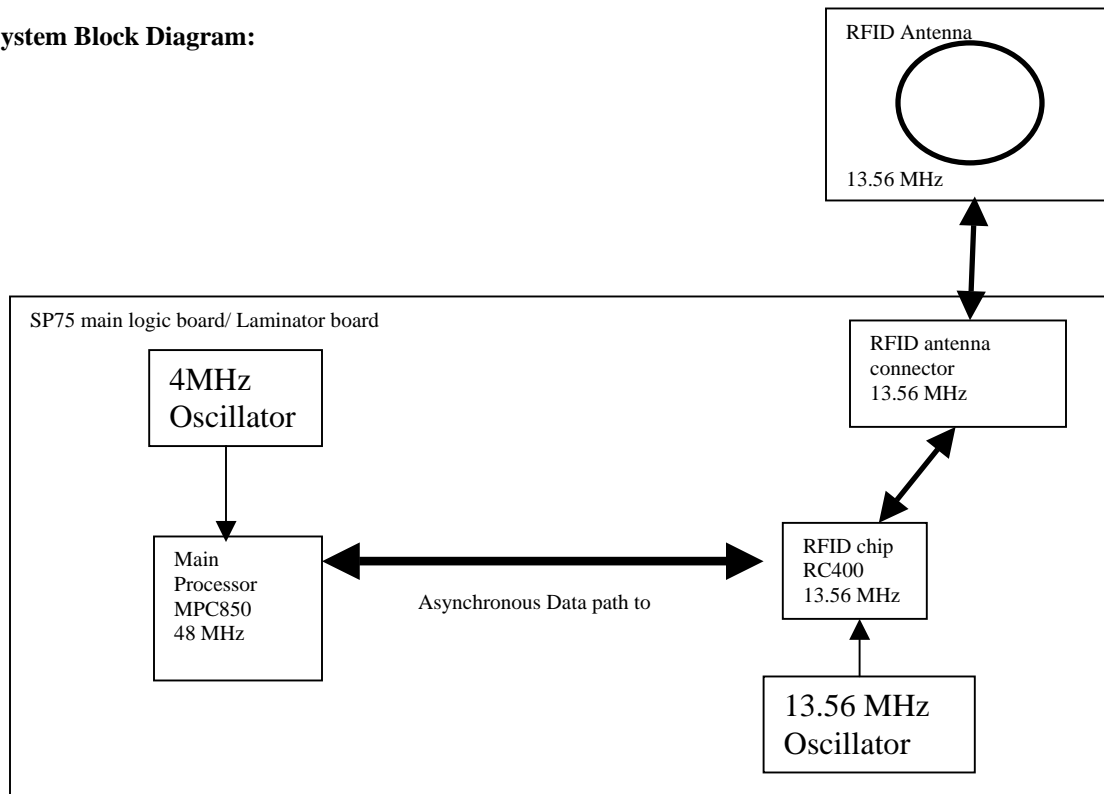 ystem Block Diagram:
RFID Antenna
13.56 MHz
SP75 main logic board/ Laminator board
4MHz
Oscillator
RFID antenna
connector
13.56 MHz
Main
Processor
MPC850
48 MHz
Asynchronous Data path to
RFID chip
RC400
13.56 MHz
13.56 MHz
Oscillator